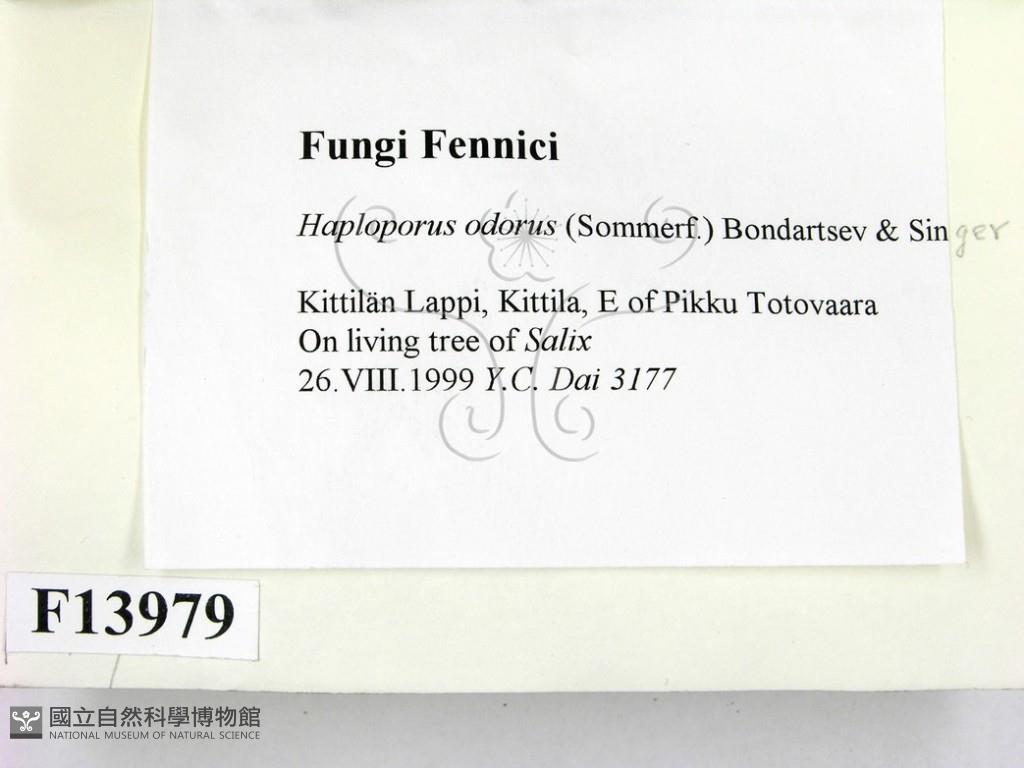 Fungi Fennici
Haploporus odorus (Sommerf.) Bondartsev & Singer
Kittilän Lappi, Kittila, E of Pikku Totovaara
On living tree of Salix
26.VIII.1999 Y.C. Dai 3177
F13979
國立自然科學博物館
NATIONAL MUSEUM OF NATURAL SCIENCE